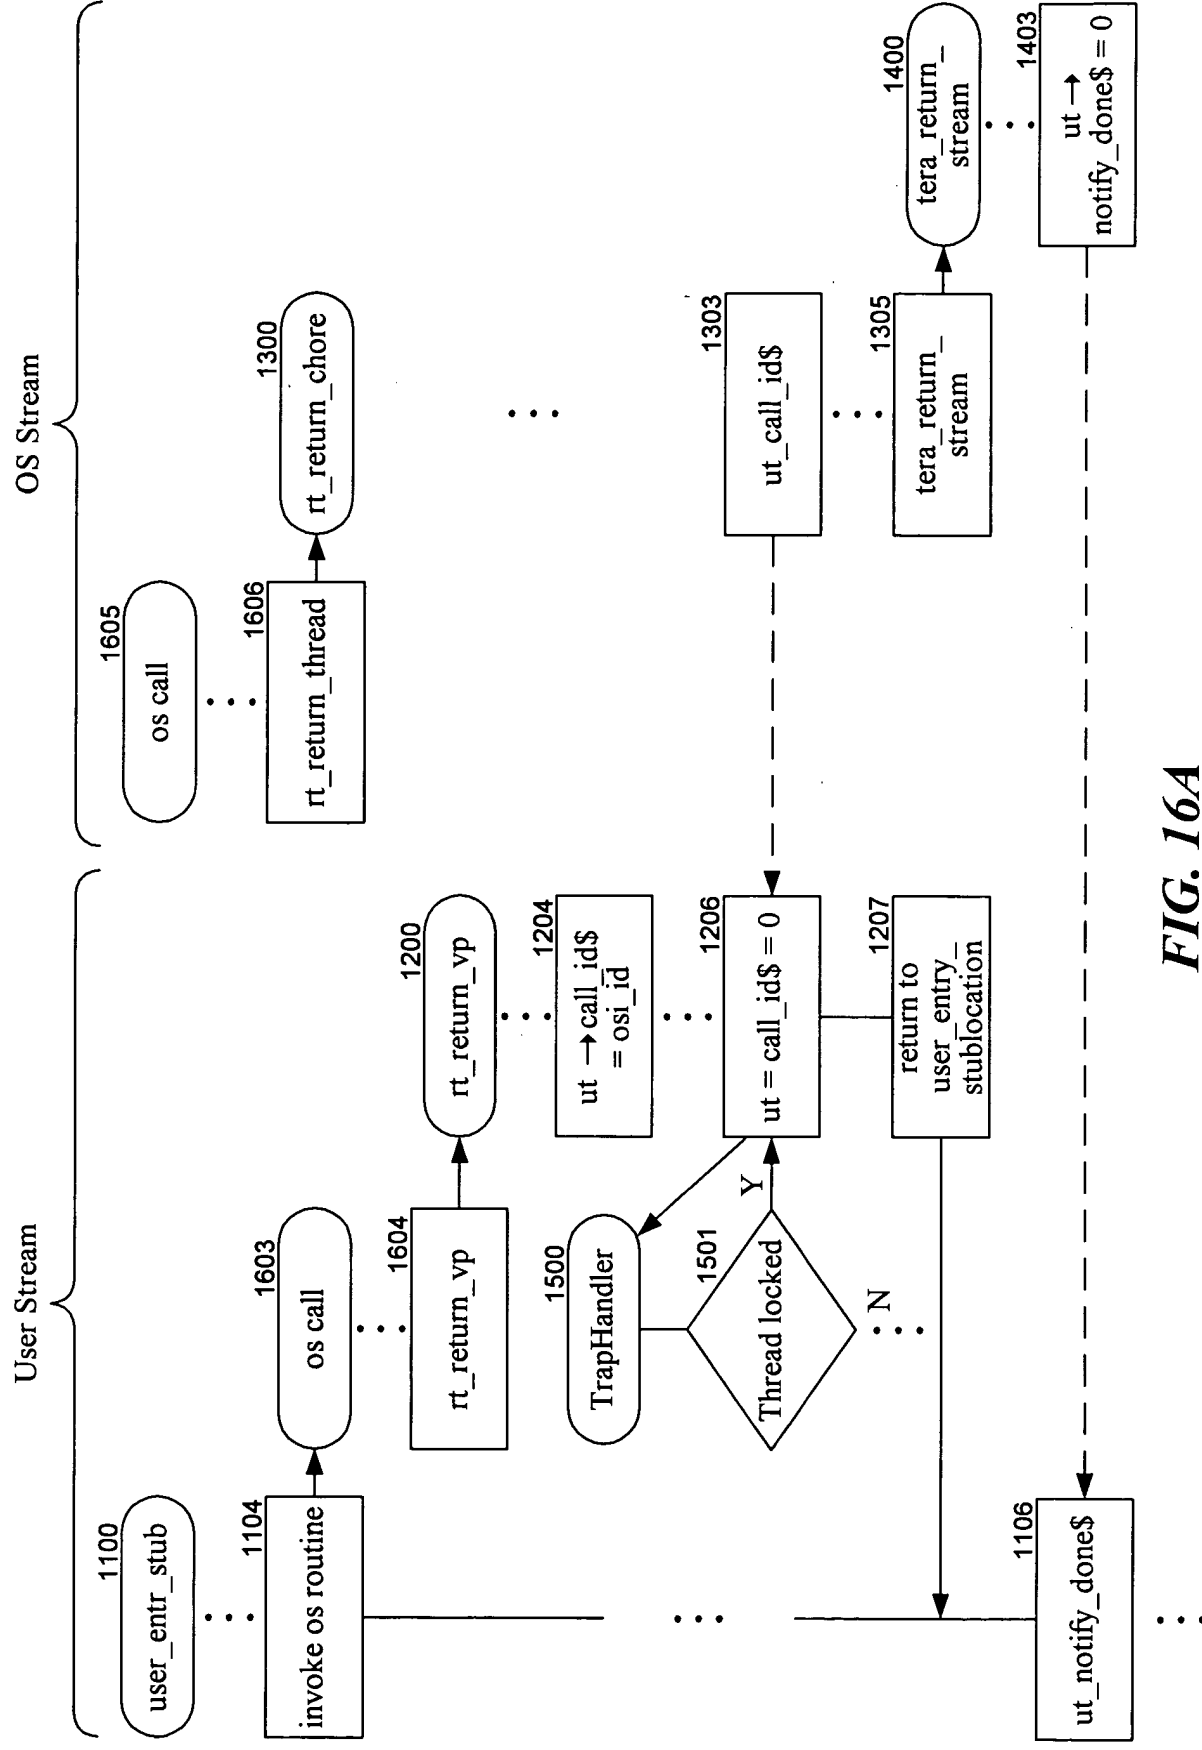 User Stream
OS Stream
1100
user_entr_stub
1104
invoke os routine
1603
os call
1604
rt_return_vp
1200
rt_return_vp
1204
ut →call_id$
= osi_id
1500
TrapHandler
1501
Thread locked
Y
N
1206
ut = call_id$ = 0
1207
return to
user_entry_
stublocation
1106
ut_notify_done$
1605
os call
1606
rt_return_thread
1300
rt_return_chore
1303
ut_call_id$
1305
tera_return_
stream
1400
tera_return_
stream
1403
ut →
notify_done$ = 0
FIG. 16A